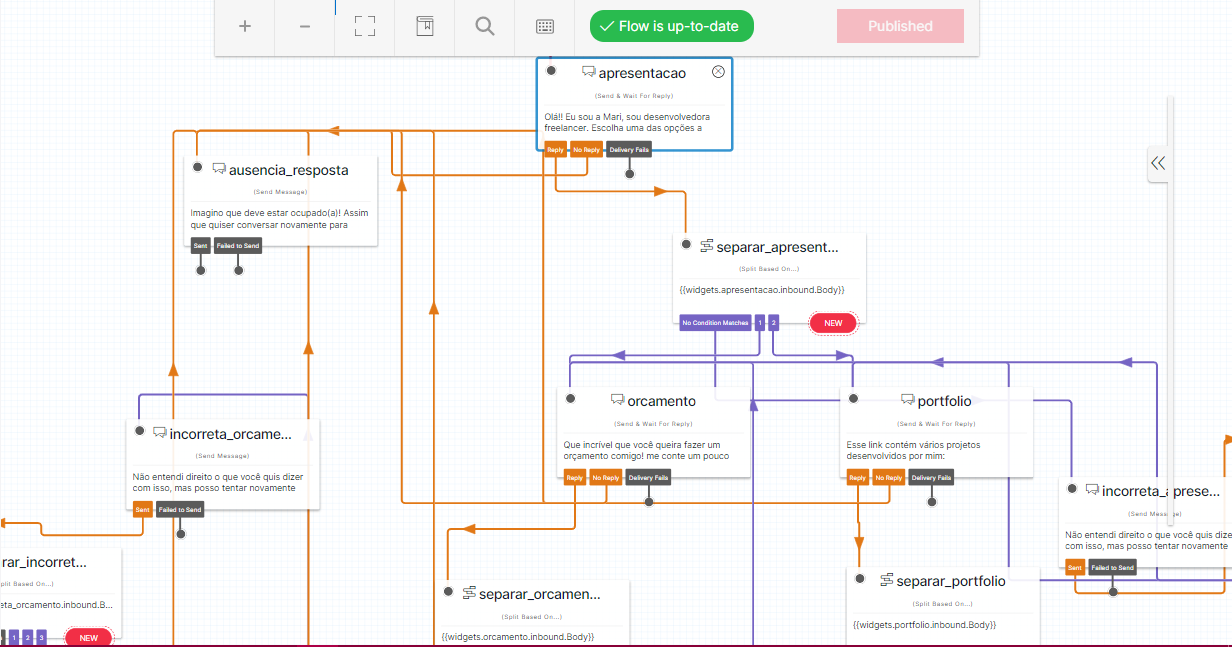 Flow is up-to-date
Published
apresentacao
(Send & Wait For Reply)
Olá!! Eu sou a Mari, sou desenvolvedora
freelancer. Escolha uma das opções a
Reply No Reply Delivery Fails
ausencia_resposta
(Send Message)
Imagino que deve estar ocupado(a)! Assim
que quiser conversar novamente para
Sent Failed to Send
separar_apresent...
(Split Based On...)
{{widgets.apresentacao.inbound.Body}}
No Condition Matches 1 2 NEW
orcamento
(Send & Wait For Reply)
Que incrível que você queira fazer um
orçamento comigo! me conte um pouco
Reply No Reply Delivery Fails
portfolio
(Send & Wait For Reply)
Esse link contém vários projetos
desenvolvidos por mim:
Reply No Reply Delivery Fails
incorreta_orcame...
(Send Message)
Não entendi direito o que você quis dizer
com isso, mas posso tentar novamente
Sent Failed to Send
incorreta_aprese...
(Send Message)
Não entendi direito o que você quis dizer
com isso, mas posso tentar novamente
Sent Failed to Send
rar_incorret...
plit Based On...)
eta_orcamento.inbound.B...
1 2 3 NEW
separar_orcamen...
(Split Based On...)
{{widgets.orcamento.inbound.Body}}
separar_portfolio
(Split Based On...)
{{widgets.portfolio.inbound.Body}}